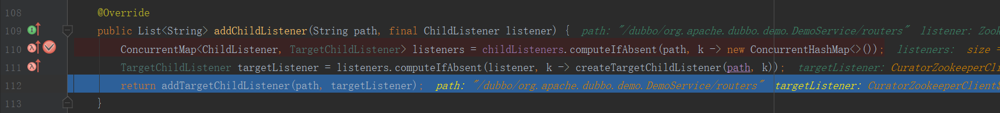 108 @Override
109 public List<String> addChildListener(String path, final ChildListener listener) { path: "/dubbo/org.apache.dubbo.demo.DemoService/routers" listener: Zook
110 ConcurrentMap<ChildListener, TargetChildListener> listeners = childListeners.computeIfAbsent(path, k -> new ConcurrentHashMap<>()); listeners: size =
111 TargetChildListener targetListener = listeners.computeIfAbsent(listener, k -> createTargetChildListener(path, k)); targetListener: CuratorZookeeperCli
112 return addTargetChildListener(path, targetListener); path: "/dubbo/org.apache.dubbo.demo.DemoService/routers" targetListener: CuratorZookeeperClient$
113 }